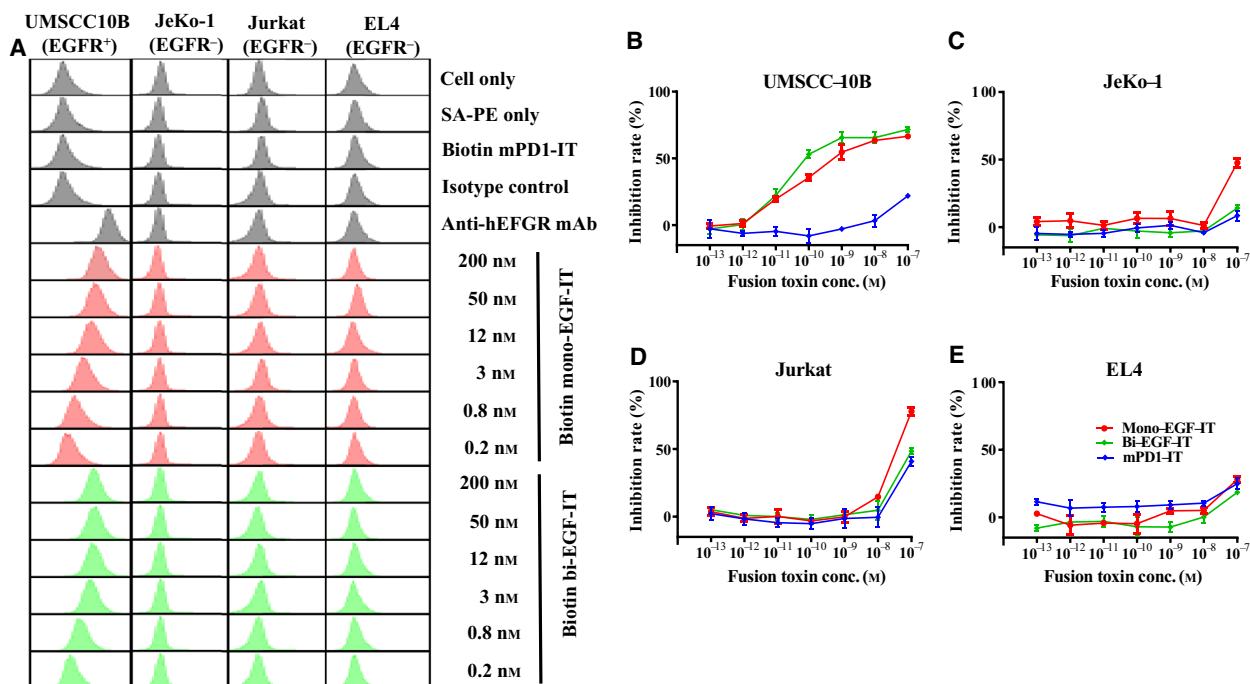 A
UMSCC10B
(EGFR⁺)
JeKo-1
(EGFR⁻)
Jurkat
(EGFR⁻)
EL4
(EGFR⁻)
Cell only
SA-PE only
Biotin mPD1-IT
Isotype control
Anti-hEFGR mAb
200 nM
50 nM
12 nM
3 nM
0.8 nM
0.2 nM
Biotin mono-EGF-IT
200 nM
50 nM
12 nM
3 nM
0.8 nM
0.2 nM
Biotin bi-EGF-IT
B
UMSCC–10B
Inhibition rate (%)
100
50
0
10⁻¹³ 10⁻¹² 10⁻¹¹ 10⁻¹⁰ 10⁻⁹ 10⁻⁸ 10⁻⁷
Fusion toxin conc. (M)
C
JeKo–1
Inhibition rate (%)
100
50
0
10⁻¹³ 10⁻¹² 10⁻¹¹ 10⁻¹⁰ 10⁻⁹ 10⁻⁸ 10⁻⁷
Fusion toxin conc. (M)
D
Jurkat
Inhibition rate (%)
100
50
0
10⁻¹³ 10⁻¹² 10⁻¹¹ 10⁻¹⁰ 10⁻⁹ 10⁻⁸ 10⁻⁷
Fusion toxin conc. (M)
E
EL4
Inhibition rate (%)
100
50
0
Mono–EGF–IT
Bi–EGF–IT
mPD1–IT
10⁻¹³ 10⁻¹² 10⁻¹¹ 10⁻¹⁰ 10⁻⁹ 10⁻⁸ 10⁻⁷
Fusion toxin conc. (M)